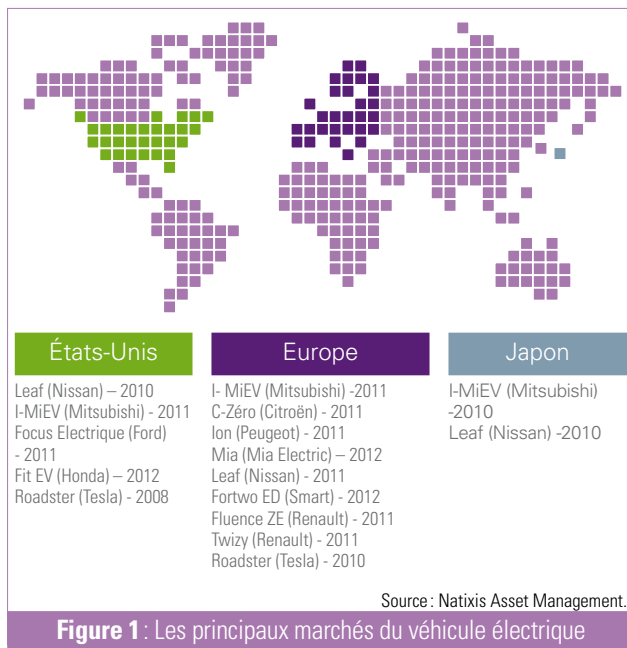 États-Unis
Leaf (Nissan) – 2010
I-MiEV (Mitsubishi) - 2011
Focus Electrique (Ford)
- 2011
Fit EV (Honda) – 2012
Roadster (Tesla) - 2008
Europe
I- MiEV (Mitsubishi) -2011
C-Zéro (Citroën) - 2011
Ion (Peugeot) - 2011
Mia (Mia Electric) – 2012
Leaf (Nissan) - 2011
Fortwo ED (Smart) - 2012
Fluence ZE (Renault) - 2011
Twizy (Renault) - 2011
Roadster (Tesla) - 2010
Japon
I-MiEV (Mitsubishi)
-2010
Leaf (Nissan) -2010
Source : Natixis Asset Management.
Figure 1 : Les principaux marchés du véhicule électrique